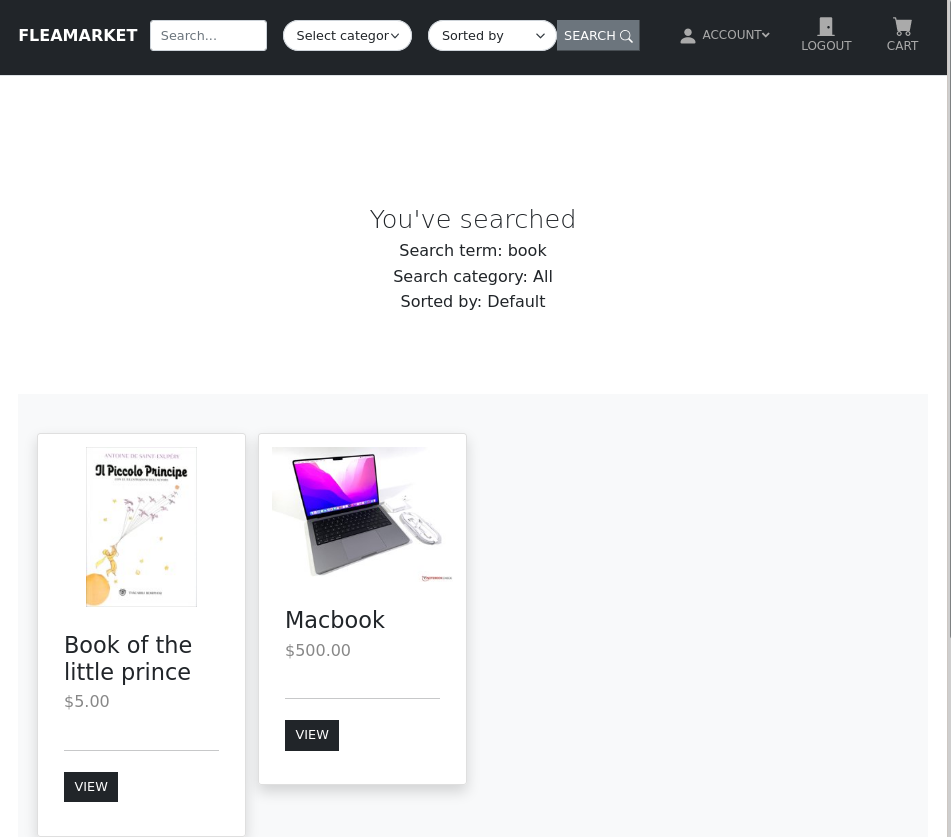 FLEAMARKET
Search...
Select categor
Sorted by
SEARCH
ACCOUNT
LOGOUT
CART
You've searched
Search term: book
Search category: All
Sorted by: Default
ANTOINE DE SAINT-EXUPÉRY
Il Piccolo Principe
Book of the
little prince
$5.00
VIEW
Macbook
$500.00
VIEW